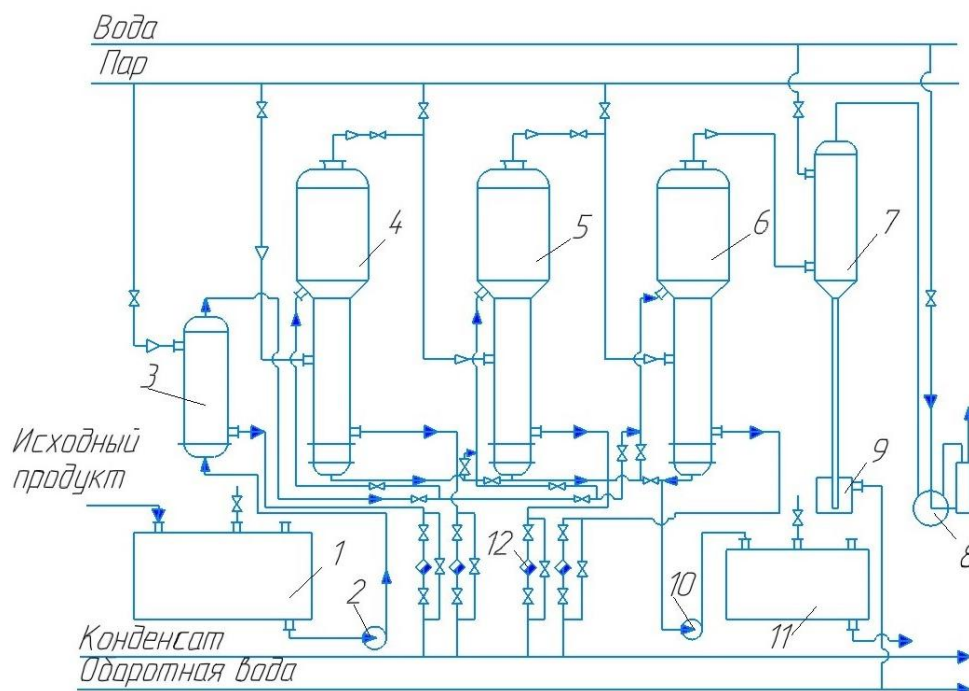 Вода
Пар
4
5
6
7
3
Исходный
продукт
9
1
2
12
10
8
11
Конденсат
Оборотная вода